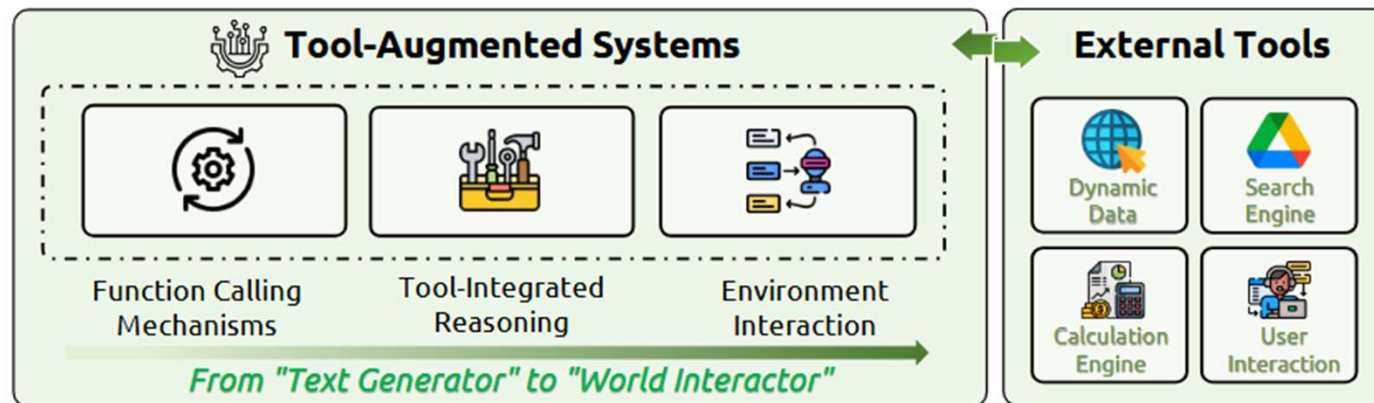 Tool-Augmented Systems
Function Calling
Mechanisms
Tool-Integrated
Reasoning
Environment
Interaction
From "Text Generator" to "World Interactor"
External Tools
Dynamic
Data
Search
Engine
Calculation
Engine
User
Interaction